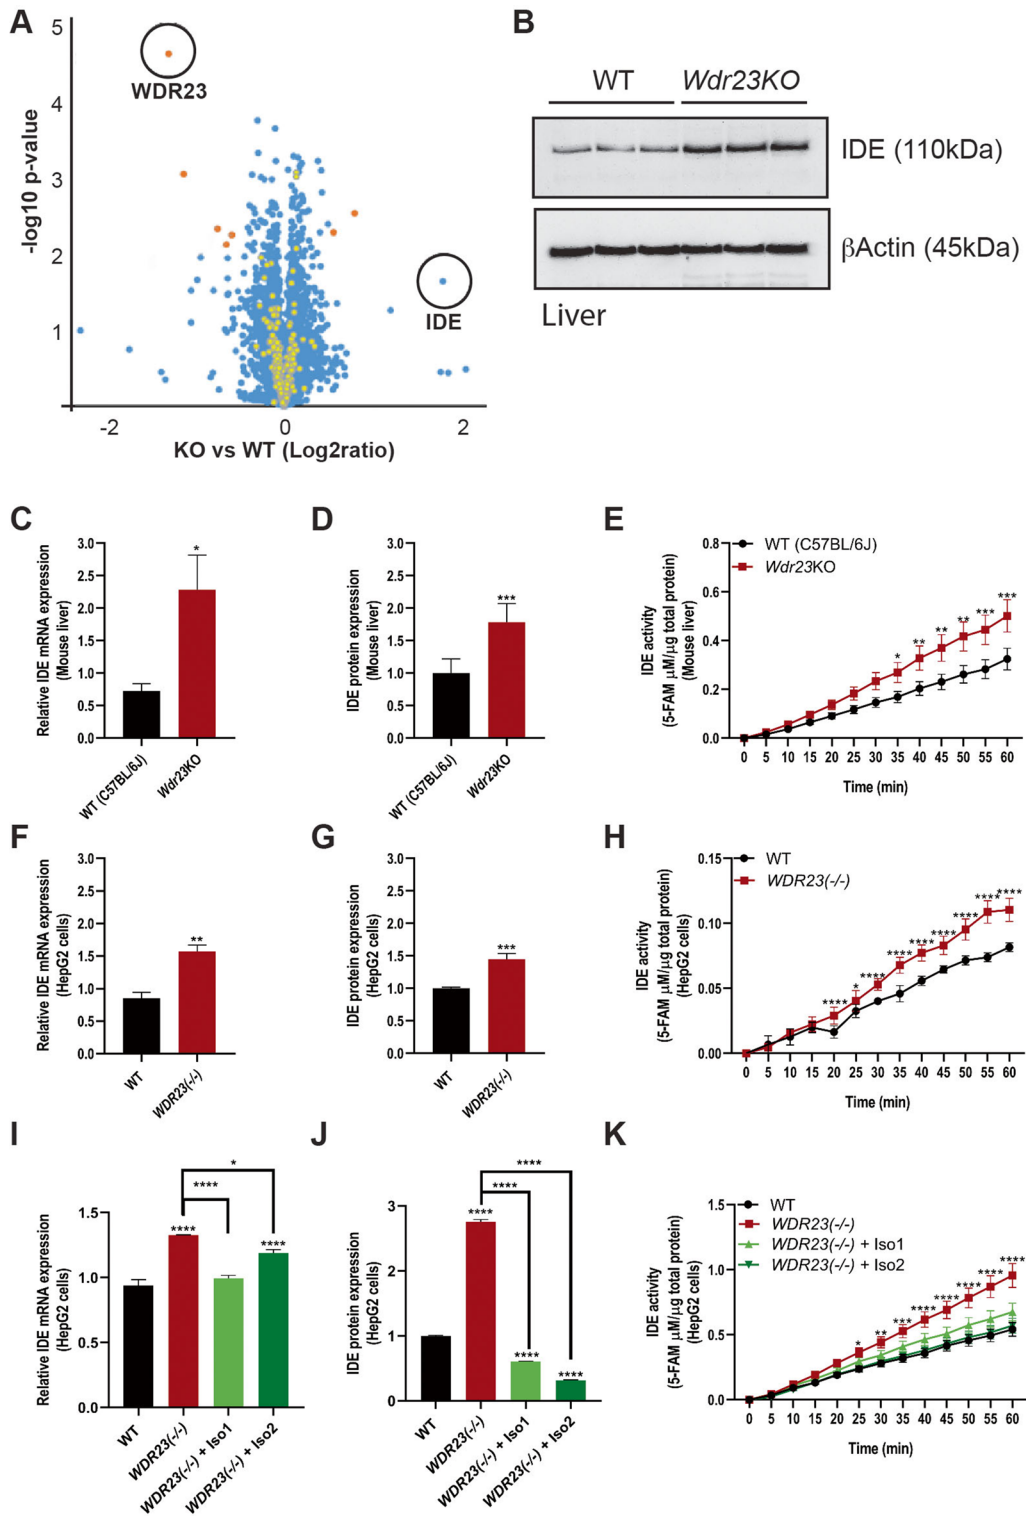 A
5
4
3
2
1
-log10 p-value
WDR23
IDE
-2
0
2
KO vs WT (Log2ratio)
B
WT
Wdr23KO
IDE (110kDa)
βActin (45kDa)
Liver
C
Relative IDE mRNA expression
(Mouse liver)
3.0
2.5
2.0
1.5
1.0
0.5
0.0
*
WT (C57BL/6J)
Wdr23KO
D
IDE protein expression
(Mouse liver)
3.0
2.5
2.0
1.5
1.0
0.5
0.0
***
WT (C57BL/6J)
Wdr23KO
E
IDE activity
(5-FAM µM/µg total protein)
(Mouse liver)
0.8
0.6
0.4
0.2
0.0
WT (C57BL/6J)
Wdr23KO
* ** ** ** *** ***
0 5 10 15 20 25 30 35 40 45 50 55 60
Time (min)
F
Relative IDE mRNA expression
(HepG2 cells)
3.0
2.5
2.0
1.5
1.0
0.5
0.0
**
WT
WDR23(-/-)
G
IDE protein expression
(HepG2 cells)
3.0
2.5
2.0
1.5
1.0
0.5
0.0
***
WT
WDR23(-/-)
H
IDE activity
(5-FAM µM/µg total protein)
(HepG2 cells)
0.15
0.10
0.05
0.00
WT
WDR23(-/-)
**** * **** **** **** **** **** **** ****
0 5 10 15 20 25 30 35 40 45 50 55 60
Time (min)
I
Relative IDE mRNA expression
(HepG2 cells)
1.5
1.0
0.5
0.0
*
****
****
****
WT
WDR23(-/-)
WDR23(-/-) + Iso1
WDR23(-/-) + Iso2
J
IDE protein expression
(HepG2 cells)
3
2
1
0
****
****
****
****
****
WT
WDR23(-/-)
WDR23(-/-) + Iso1
WDR23(-/-) + Iso2
K
IDE activity
(5-FAM µM/µg total protein)
(HepG2 cells)
1.5
1.0
0.5
0.0
WT
WDR23(-/-)
WDR23(-/-) + Iso1
WDR23(-/-) + Iso2
* ** *** **** **** **** **** ****
0 5 10 15 20 25 30 35 40 45 50 55 60
Time (min)